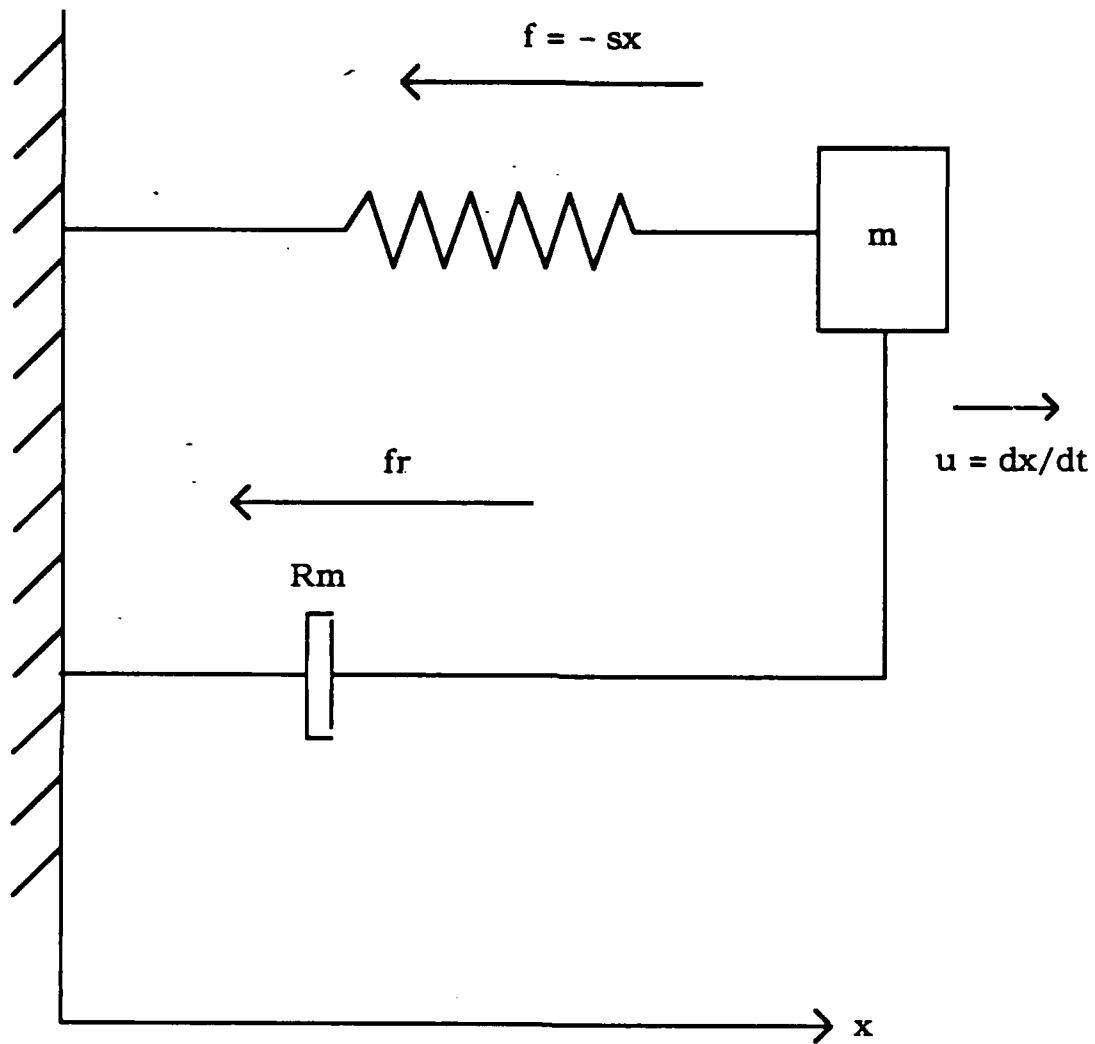 f = - sx
m
u = dx/dt
fr
Rm
x